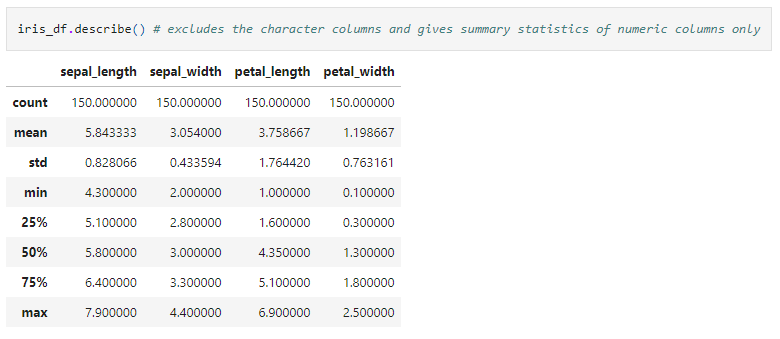 iris_df.describe() # excludes the character columns and gives summary statistics of numeric columns only
sepal_length sepal_width petal_length petal_width
count 150.000000 150.000000 150.000000 150.000000
mean 5.843333 3.054000 3.758667 1.198667
std 0.828066 0.433594 1.764420 0.763161
min 4.300000 2.000000 1.000000 0.100000
25% 5.100000 2.800000 1.600000 0.300000
50% 5.800000 3.000000 4.350000 1.300000
75% 6.400000 3.300000 5.100000 1.800000
max 7.900000 4.400000 6.900000 2.500000